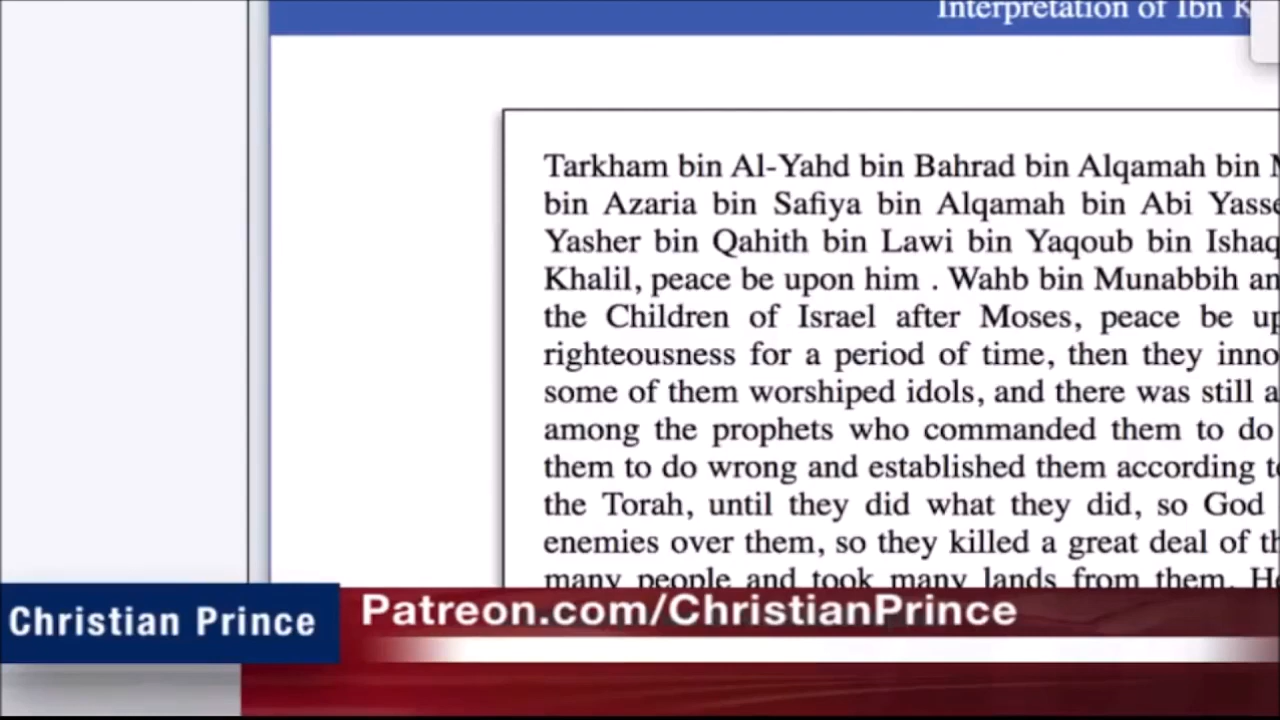 Interpretation of Ibn
Tarkham bin Al-Yahd bin Bahrad bin Alqamah bin
bin Azaria bin Safiya bin Alqamah bin Abi
Yasher bin Qahith bin Lawi bin Yaqoub bin Ishaq
Khalil, peace be upon him . Wahb bin Munabbih
the Children of Israel after Moses, peace be
righteousness for a period of time, then they
some of them worshiped idols, and there was still
among the prophets who commanded them to do
them to do wrong and established them according
the Torah, until they did what they did, so God
enemies over them, so they killed a great deal of
many people and took many lands from them.
Christian Prince
Patreon.com/ChristianPrince